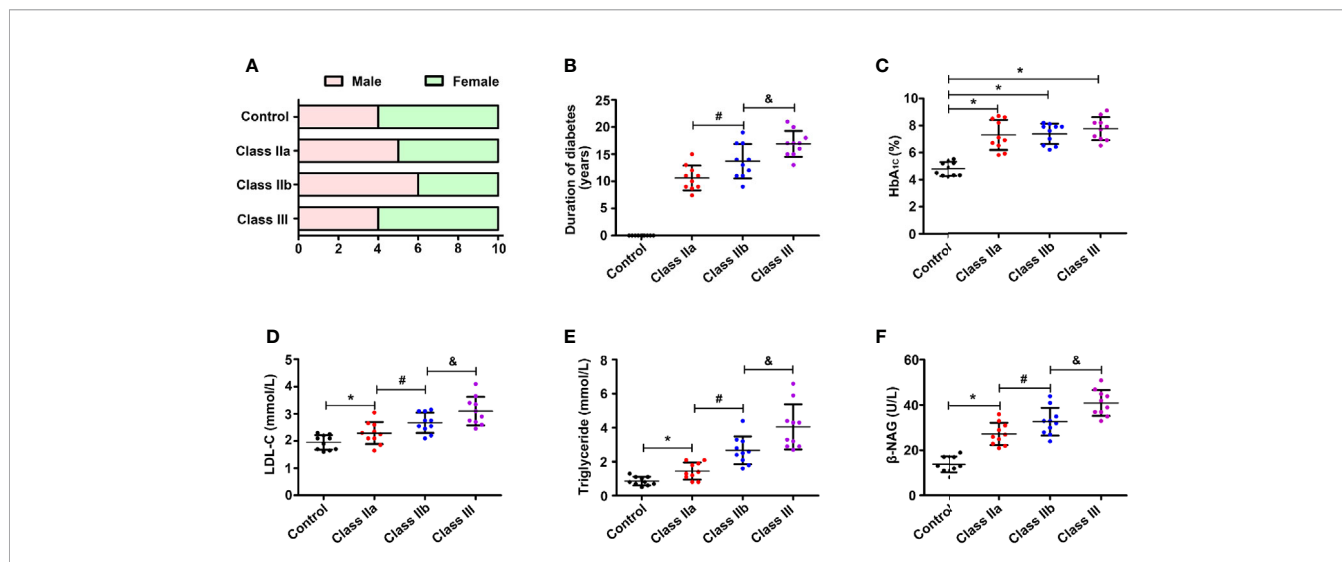 A
Male Female
Control
Class IIa
Class IIb
Class III
0 2 4 6 8 10
B
Duration of diabetes
(years)
25
20
15
10
5
0
#
&
Control Class IIa Class IIb Class III
C
HbA1C (%)
10
8
6
4
2
0
*
*
*
Control Class IIa Class IIb Class III
D
LDL-C (mmol/L)
5
4
3
2
1
0
*
#
&
Control Class IIa Class IIb Class III
E
Triglyceride (mmol/L)
8
6
4
2
0
*
#
&
Control Class IIa Class IIb Class III
F
β-NAG (U/L)
60
40
20
0
*
#
&
Control Class IIa Class IIb Class III